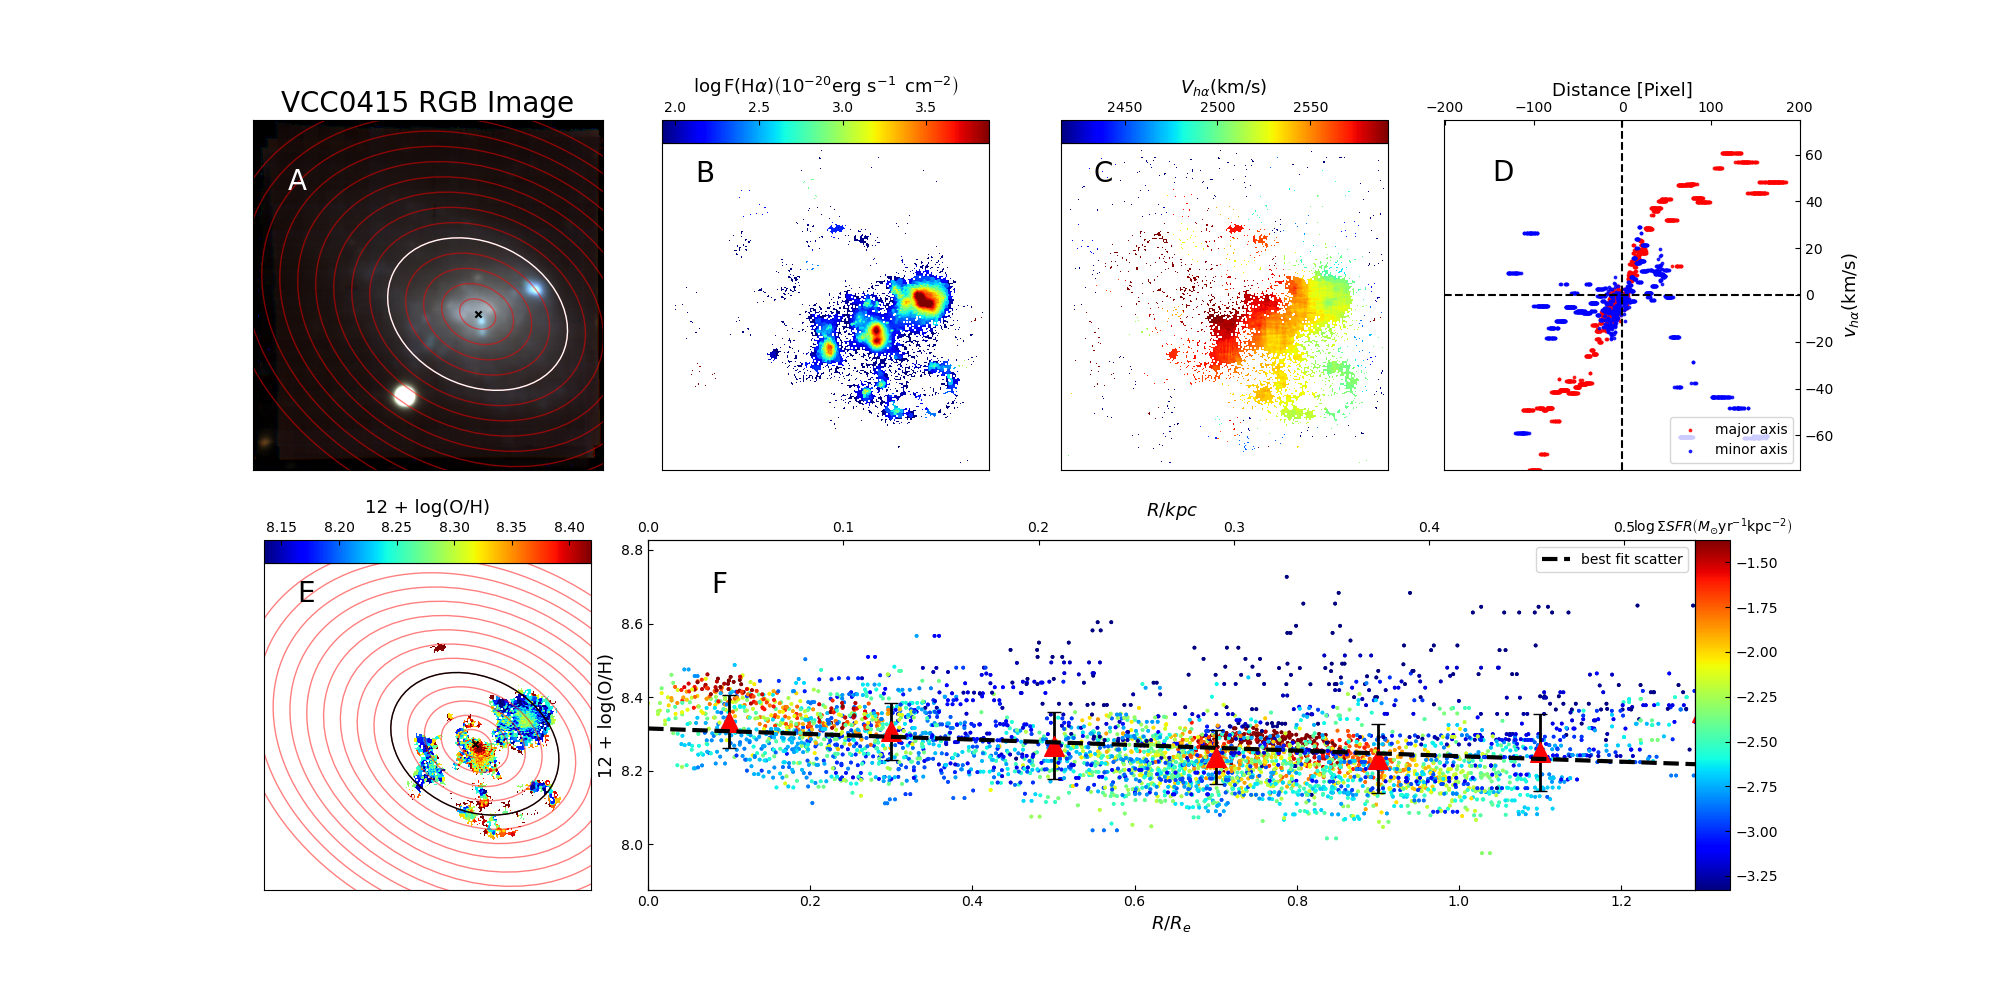 VCC0415 RGB Image
A
log F(Hα)(10⁻²⁰erg s⁻¹ cm⁻²)
2.0 2.5 3.0 3.5
B
V_{hα}(km/s)
2450 2500 2550
C
Distance [Pixel]
−200 −100 0 100 200
D
60
40
20
0
−20
−40
−60
v_{hα}(km/s)
major axis
minor axis
12 + log(O/H)
8.15 8.20 8.25 8.30 8.35 8.40
E
R/kpc
0.0 0.1 0.2 0.3 0.4 0.5
log ΣSFR(M_⊙yr⁻¹kpc⁻²)
F
best fit scatter
12 + log(O/H)
8.8
8.6
8.4
8.2
8.0
0.0 0.2 0.4 0.6 0.8 1.0 1.2
R/R_e
−1.50
−1.75
−2.00
−2.25
−2.50
−2.75
−3.00
−3.25